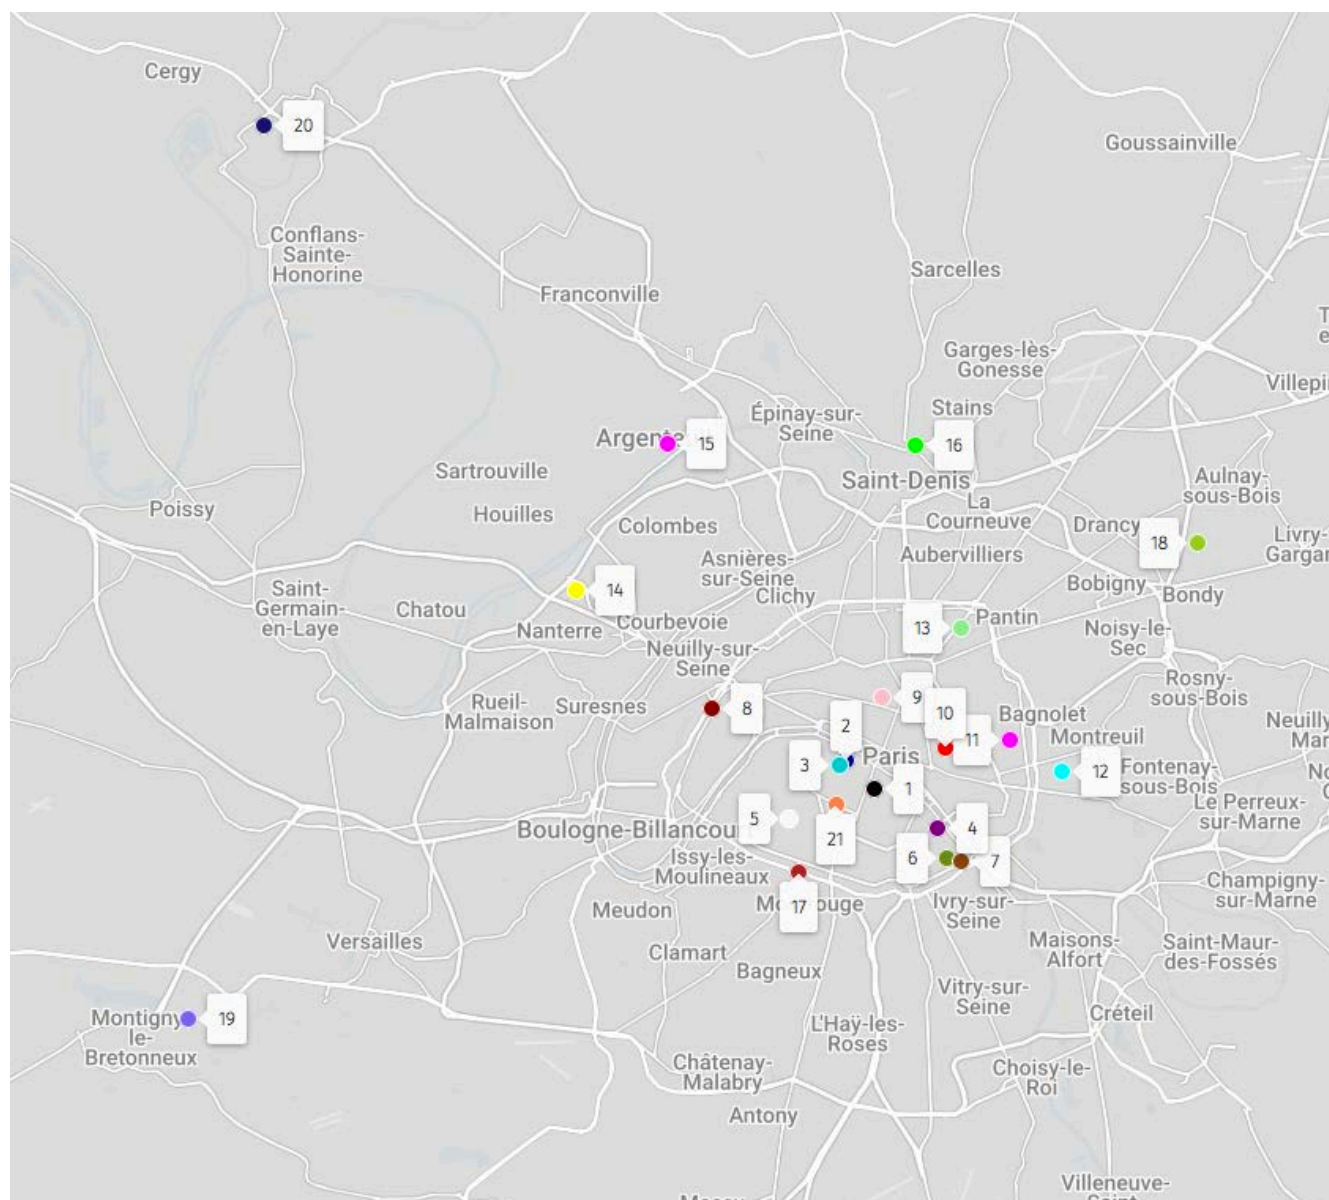 Cergy
20
Goussainville
Conflans-
Sainte-
Honorine
Sarcelles
Franconville
Garges-lès-
Gonesse
Stains
Épinay-sur-
Seine
15
16
Sartrouville
Saint-Denis
Aulnay-
sous-Bois
Poissy
Houilles
Colombes
La
Courneuve
Drancy
18
Asnières-
sur-Seine
Aubervilliers
Clichy
Bobigny
Bondy
14
Saint-
Germain-
en-Laye
Chatou
Nanterre
Courbevoie
13
Pantin
Noisy-le-
Sec
Neuilly-sur-
Seine
Rosny-
sous-Bois
Rueil-
Malmaison
Suresnes
8
9
10
2
11
Bagnolet
Montreuil
3
Paris
12
Fontenay-
sous-Bois
1
Le Perreux-
sur-Marne
5
21
4
Issy-les-
Moulineaux
6
7
17
Meudon
Ivry-sur-
Seine
Champigny-
sur-Marne
Versailles
Clamart
Bagneux
Maisons-
Alfort
Saint-Maur-
des-Fossés
Vitry-sur-
Seine
Montigny-
le-
Bretonneux
19
L'Haÿ-les-
Roses
Créteil
Châtenay-
Malabry
Choisy-le-
Roi
Antony
Villeneuve-